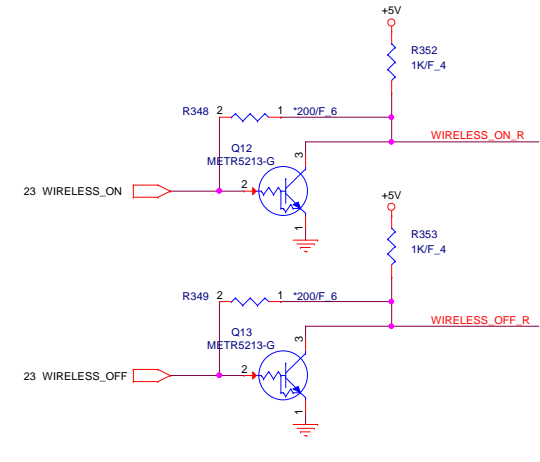 +5V
R352
1K/F_4
R348 2 1 *200/F_6
WIRELESS_ON_R
Q12
METR5213-G
3
23 WIRELESS_ON 2
1
+5V
R353
1K/F_4
R349 2 1 *200/F_6
WIRELESS_OFF_R
Q13
METR5213-G
3
23 WIRELESS_OFF 2
1